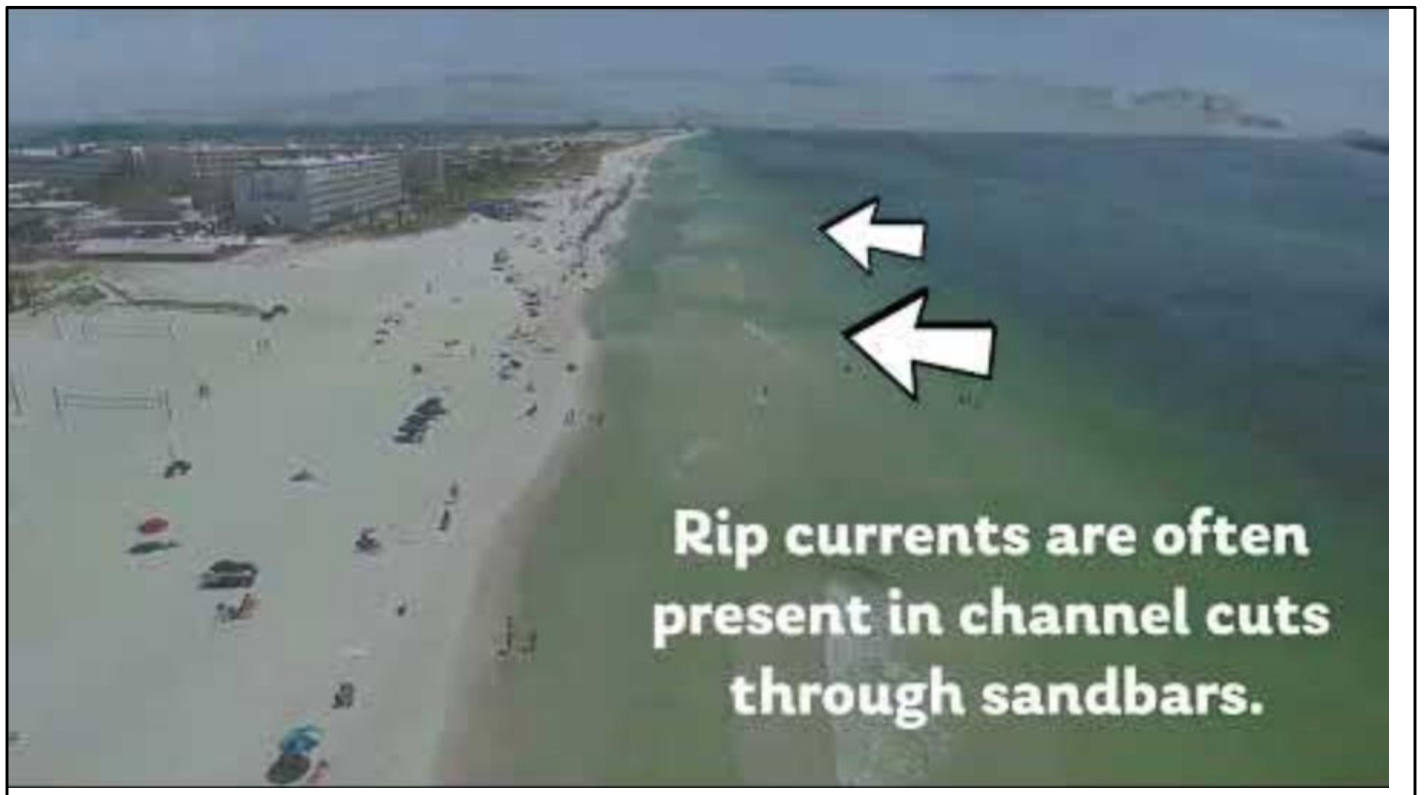 Rip currents are often
present in channel cuts
through sandbars.